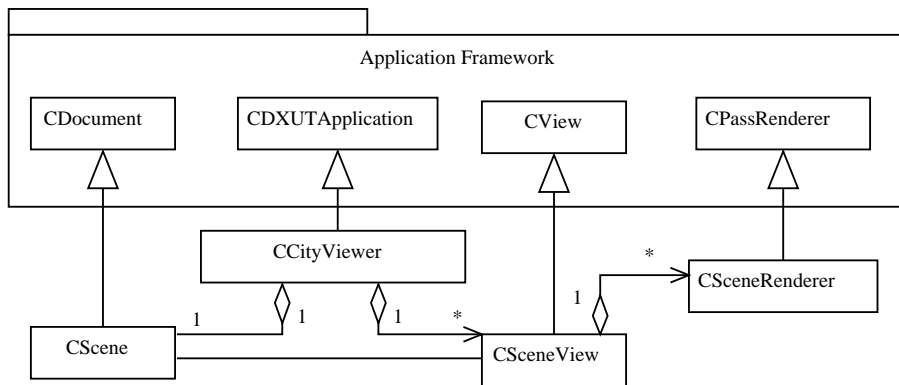 Application Framework
CDocument
CDXUTApplication
CView
CPassRenderer
CCityViewer
*
CSceneRenderer
1
1
1
1
*
CScene
CSceneView